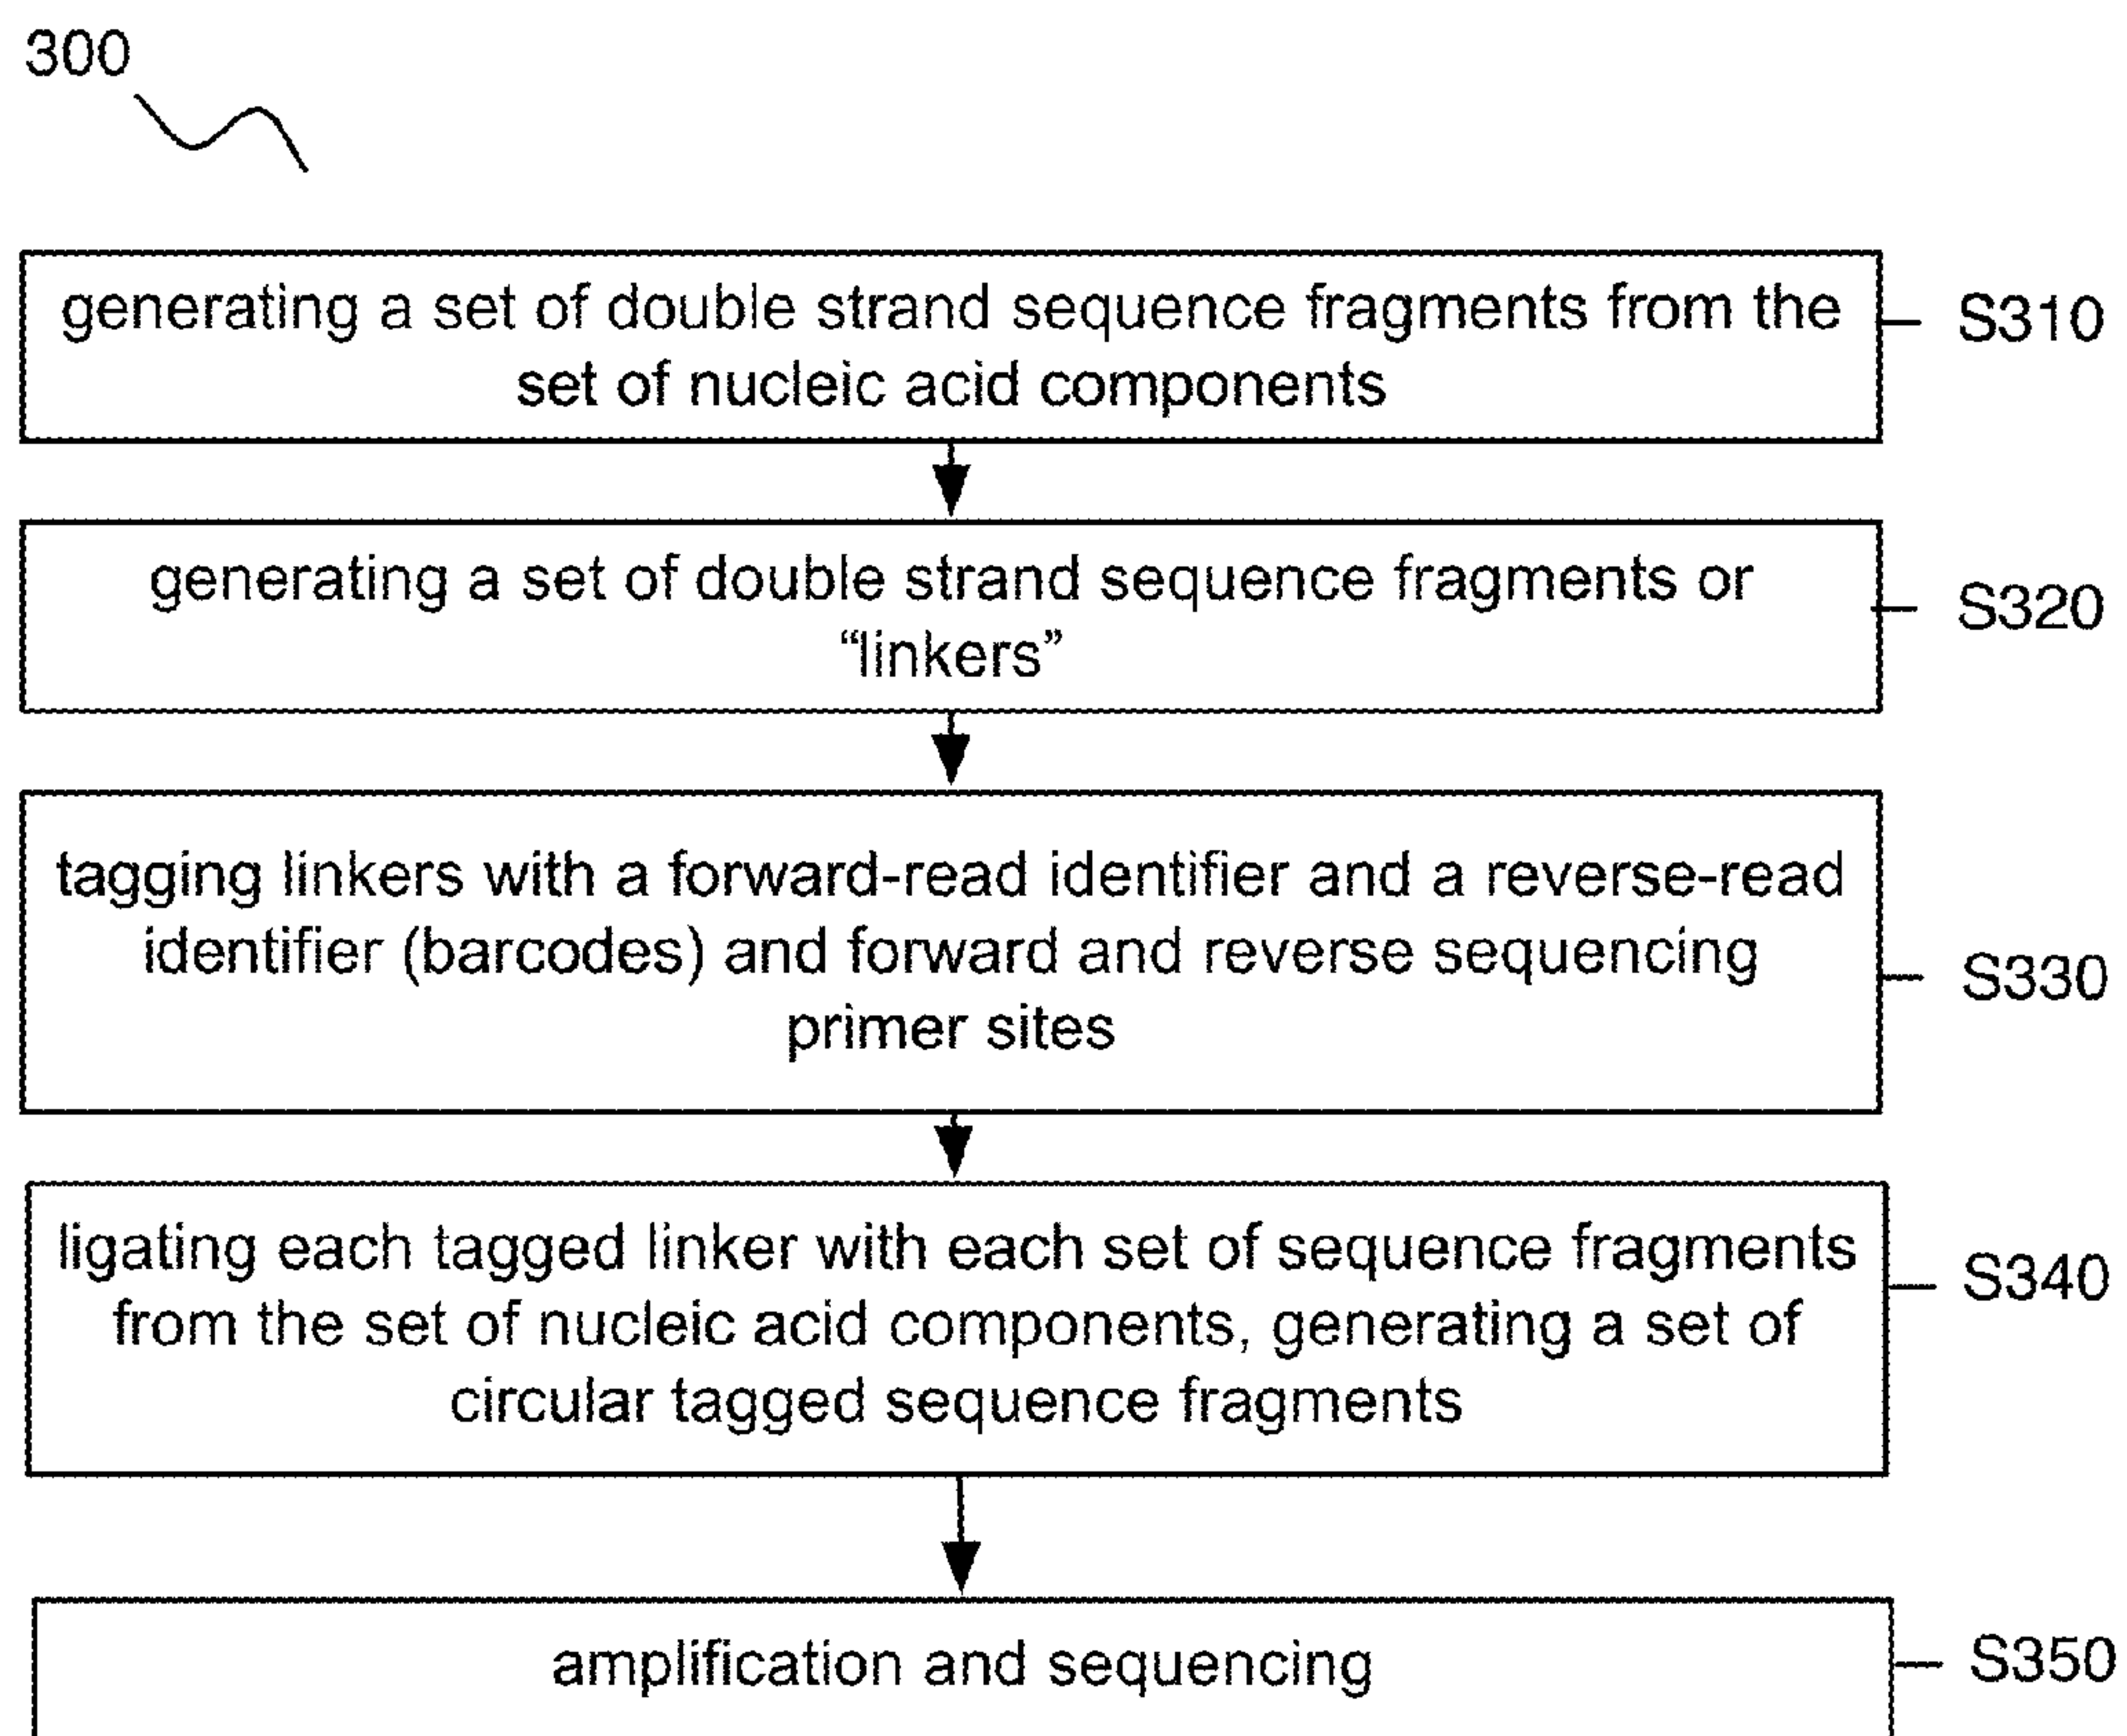 300
generating a set of double strand sequence fragments from the
set of nucleic acid components
S310
generating a set of double strand sequence fragments or
“linkers”
S320
tagging linkers with a forward-read identifier and a reverse-read
identifier (barcodes) and forward and reverse sequencing
primer sites
S330
ligating each tagged linker with each set of sequence fragments
from the set of nucleic acid components, generating a set of
circular tagged sequence fragments
S340
amplification and sequencing
S350